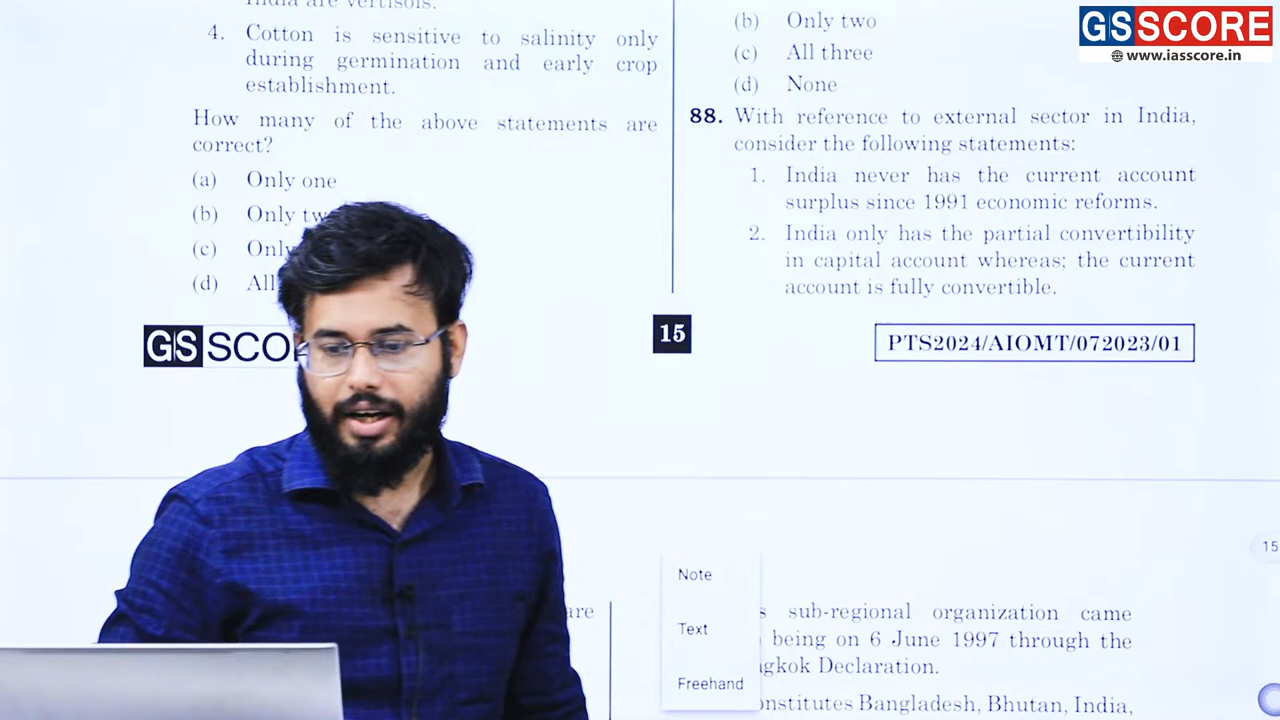 India are vertisols.
4. Cotton is sensitive to salinity only
during germination and early crop
establishment.
How many of the above statements are
correct?
(a) Only one
(b) Only
(c) Only
(d) All
GS SCO
15
(b) Only two
(c) All three
(d) None
88. With reference to external sector in India,
consider the following statements:
1. India never has the current account
surplus since 1991 economic reforms.
2. India only has the partial convertibility
in capital account whereas; the current
account is fully convertible.
PTS2024/AIOMT/072023/01
GSSCORE
www.iasscore.in
15
Note
Text
Freehand
are
sub-regional organization came
being on 6 June 1997 through the
Declaration.
Bangladesh, Bhutan, India,